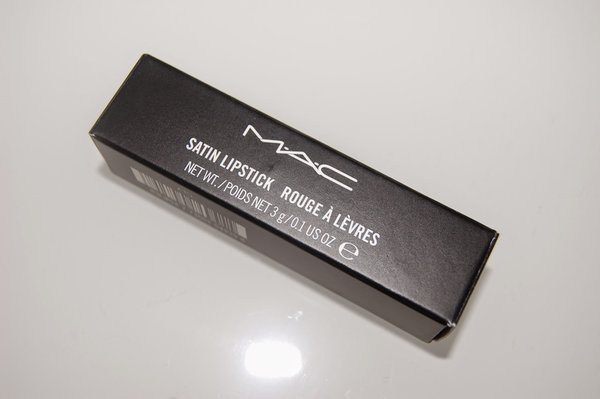 M·A·C
SATIN LIPSTICK ROUGE À LÈVRES
NET WT. / POIDS NET 3 g / 0.1 US OZ ℮